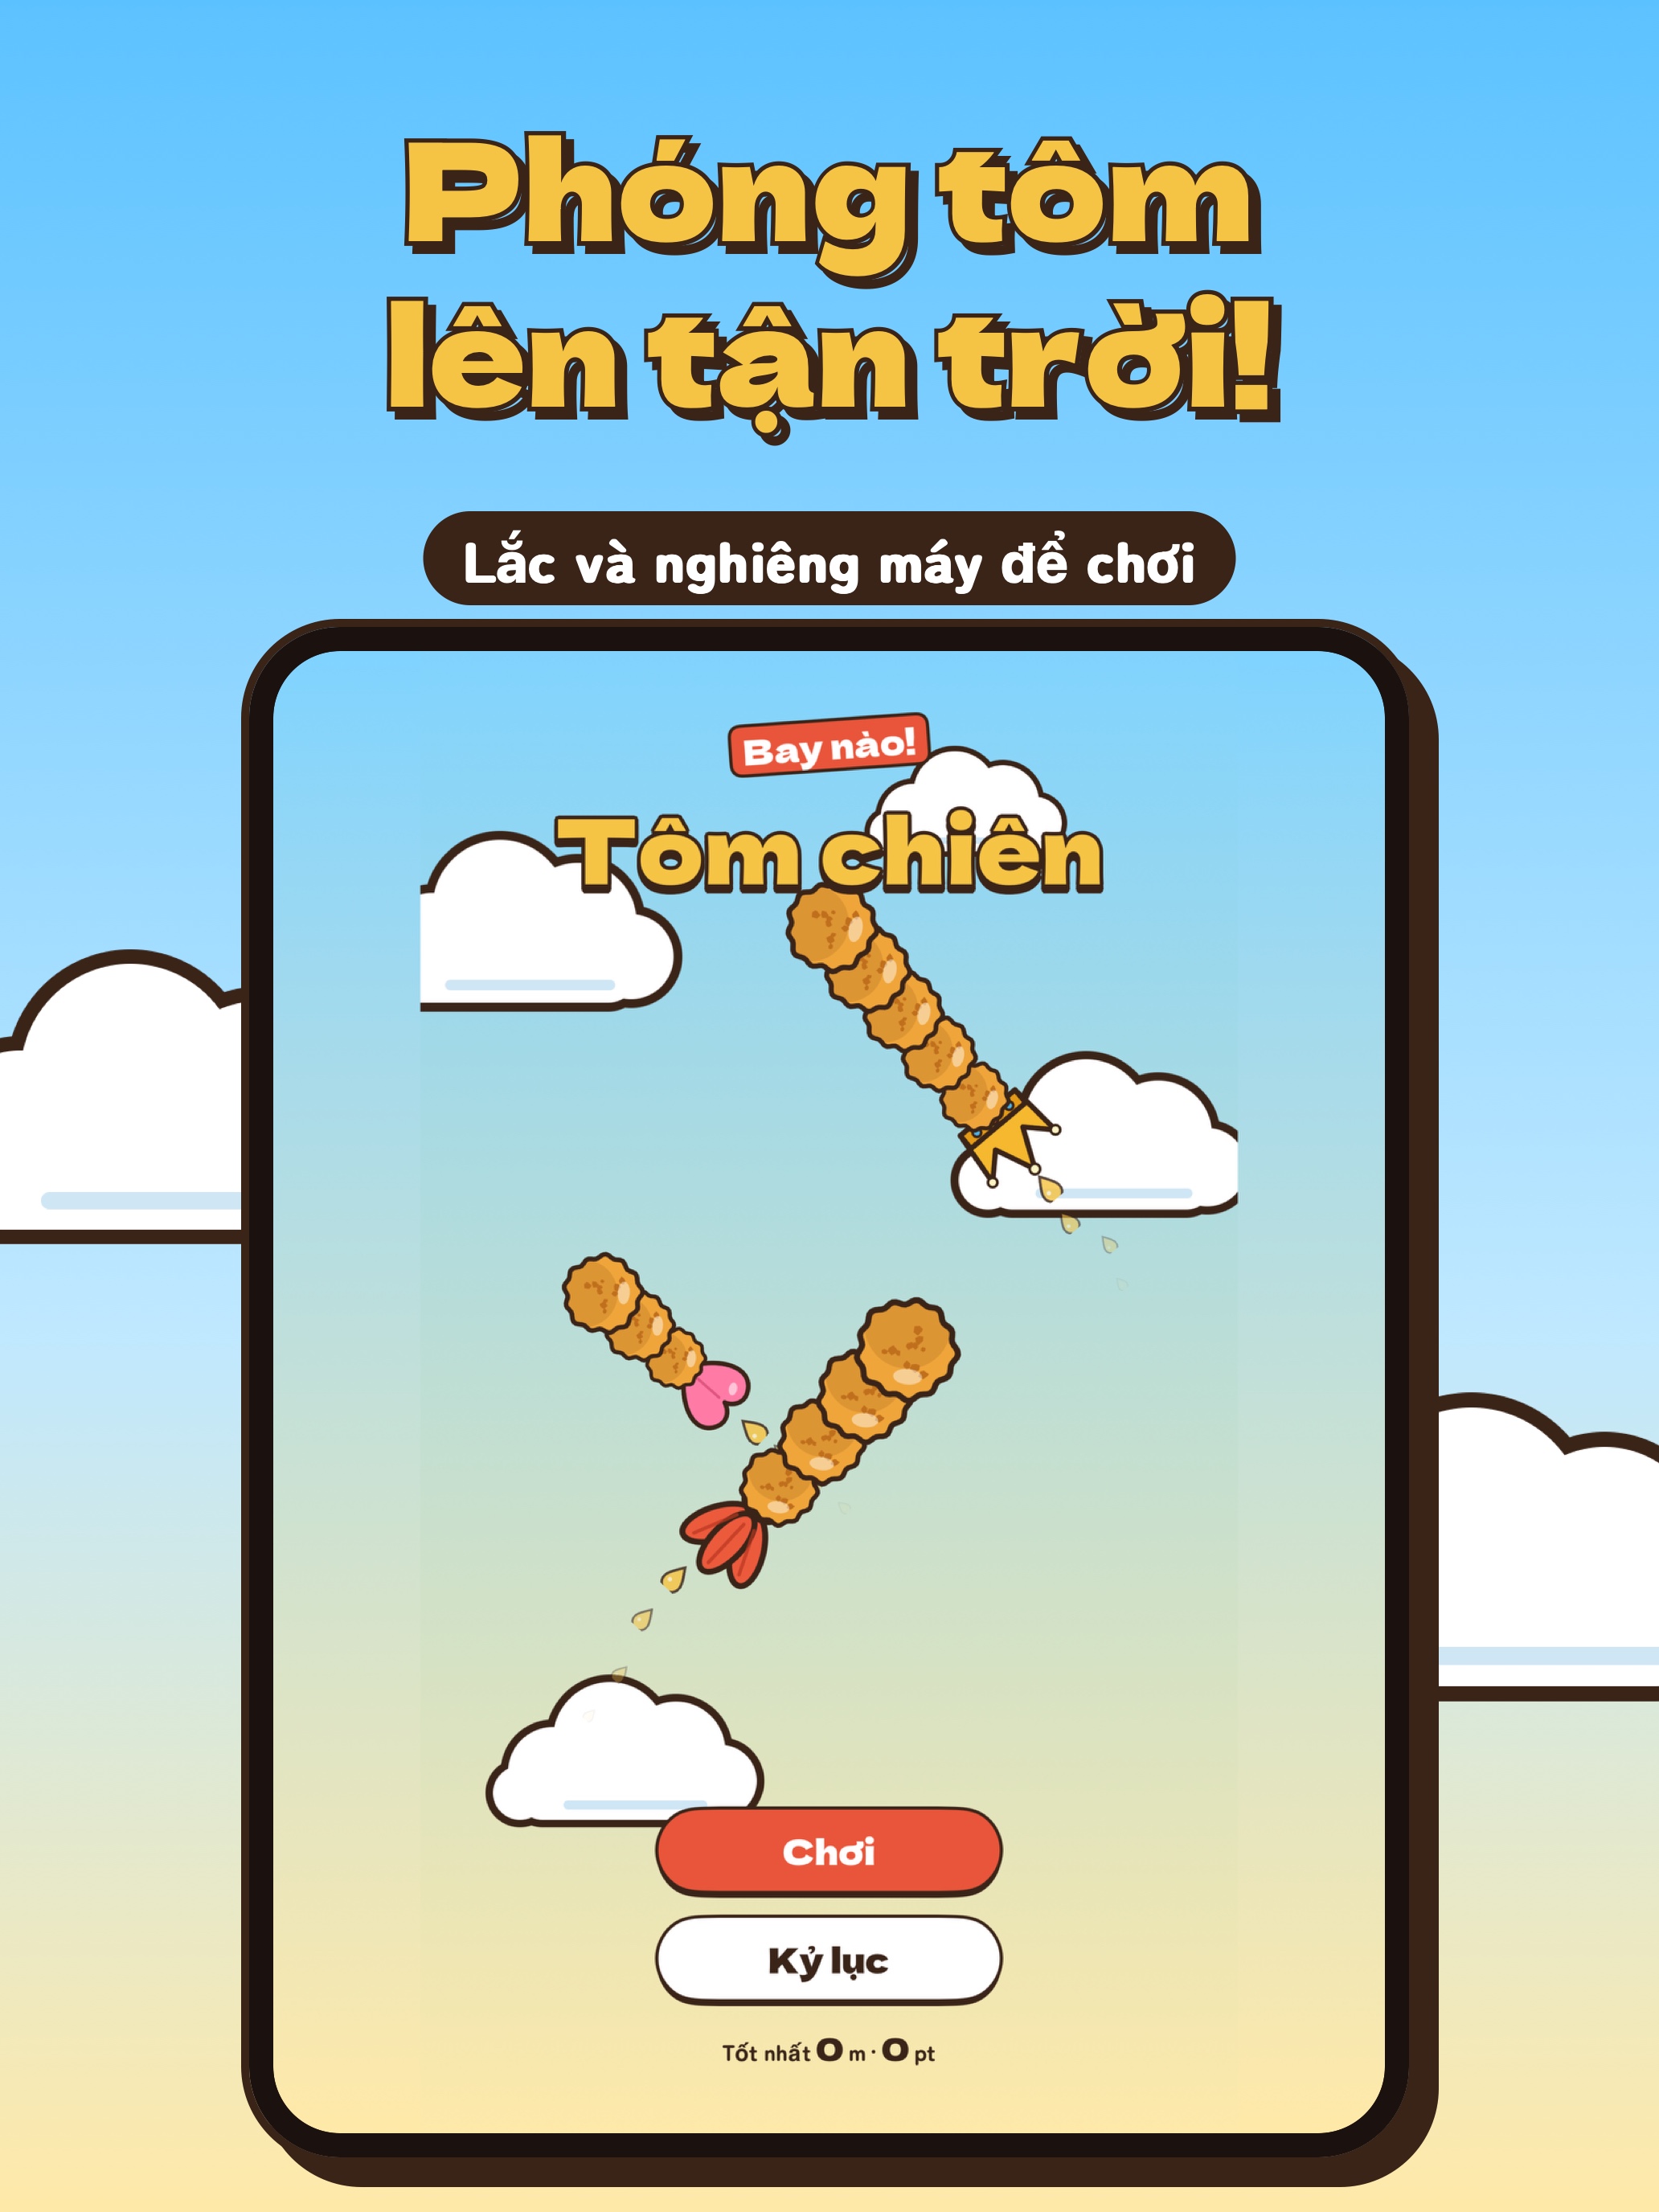 Phóng tôm
lên tận trời!
Lắc và nghiêng máy để chơi
Bay nào!
Tôm chiên
Chơi
Kỷ lục
Tốt nhất 0 m · 0 pt